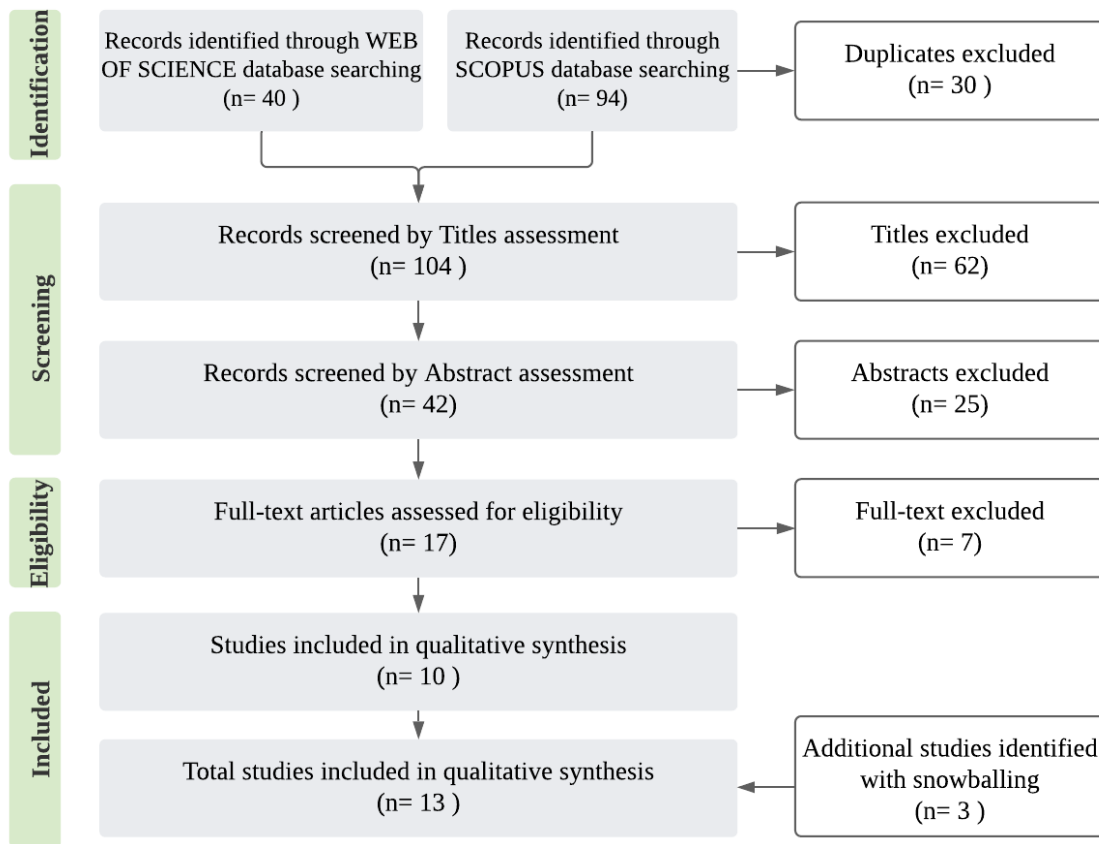 Identification
Records identified through WEB
OF SCIENCE database searching
(n= 40 )
Records identified through
SCOPUS database searching
(n= 94)
Duplicates excluded
(n= 30 )
Screening
Records screened by Titles assessment
(n= 104 )
Titles excluded
(n= 62)
Records screened by Abstract assessment
(n= 42)
Abstracts excluded
(n= 25)
Eligibility
Full-text articles assessed for eligibility
(n= 17)
Full-text excluded
(n= 7)
Included
Studies included in qualitative synthesis
(n= 10 )
Total studies included in qualitative synthesis
(n= 13 )
Additional studies identified
with snowballing
(n= 3 )